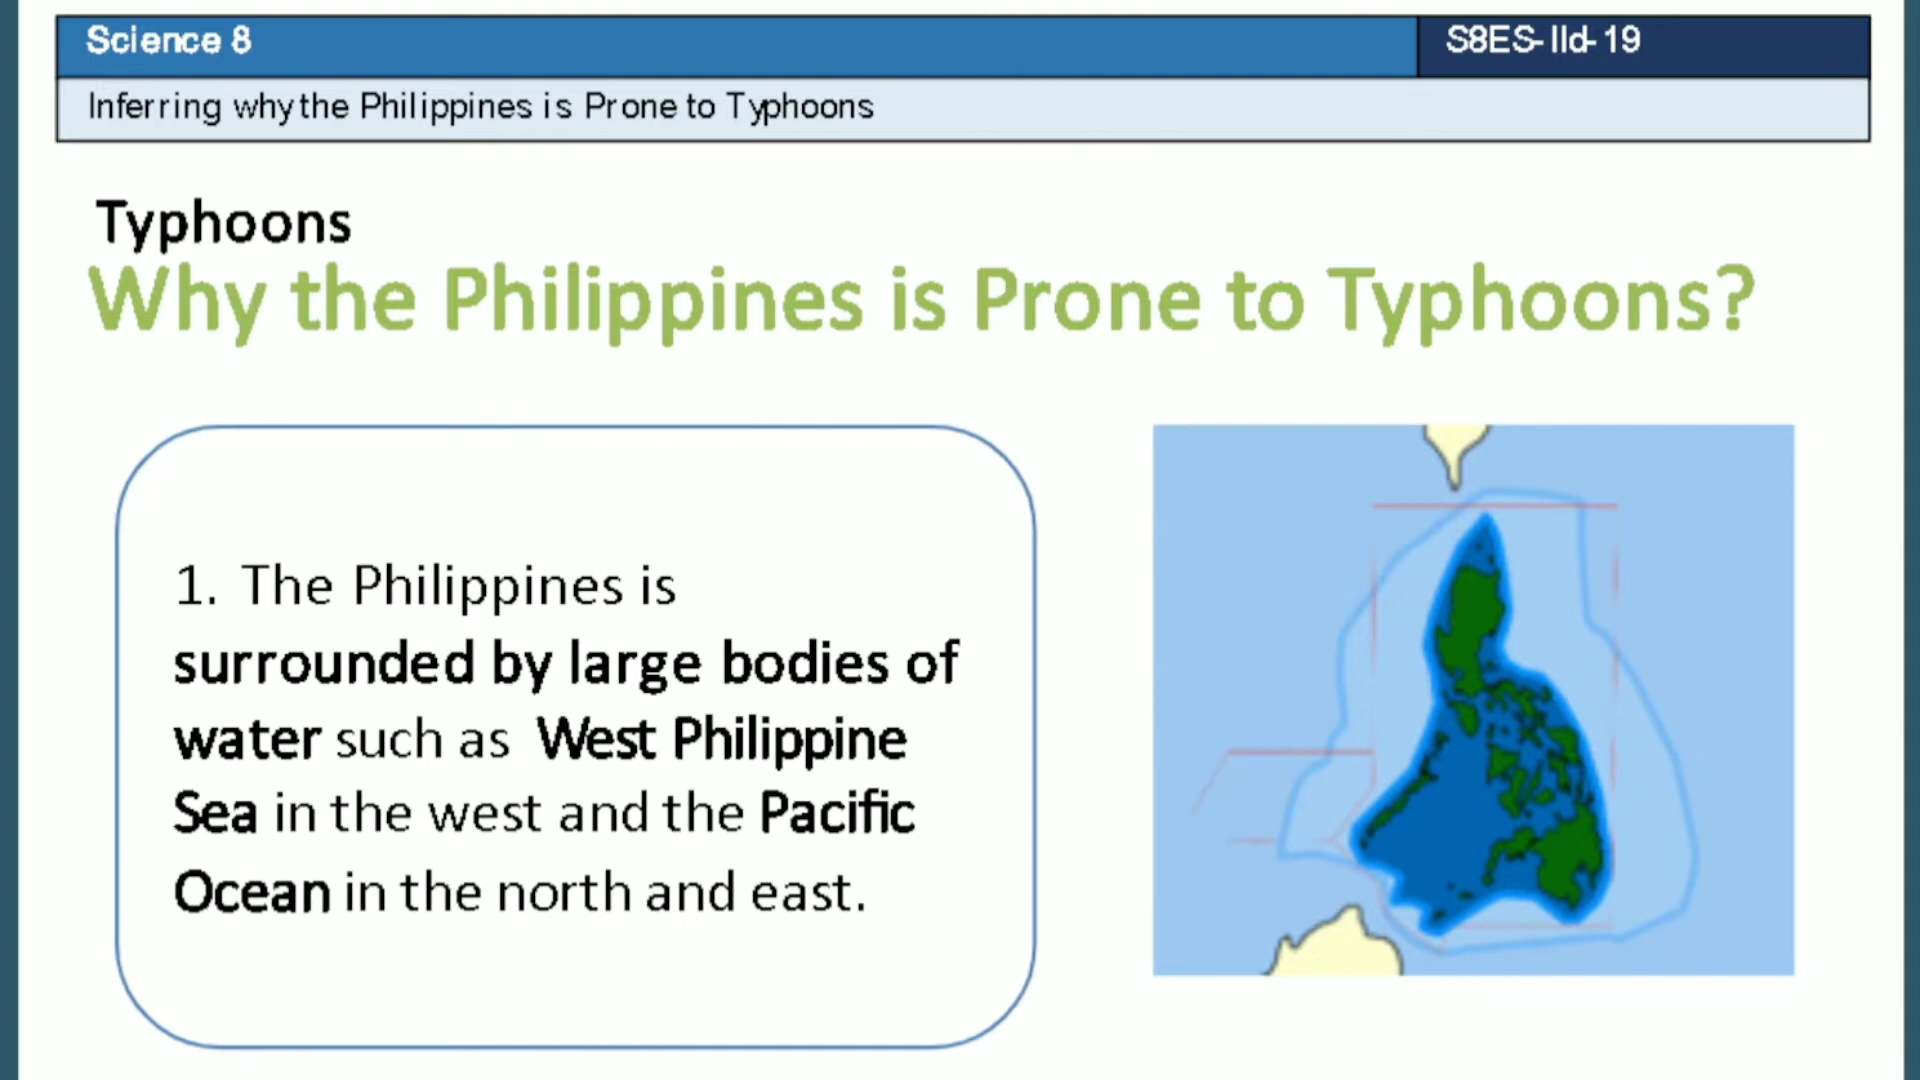 Science 8
S8ES-IId-19
Inferring why the Philippines is Prone to Typhoons
Typhoons
Why the Philippines is Prone to Typhoons?
1. The Philippines is
surrounded by large bodies of
water such as West Philippine
Sea in the west and the Pacific
Ocean in the north and east.